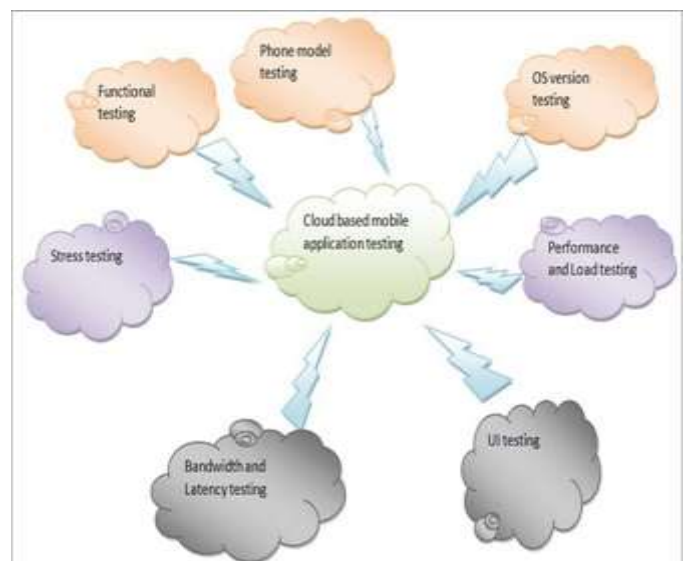 Phone model
testing
Functional
testing
OS version
testing
Cloud based mobile
application testing
Stress testing
Performance
and Load testing
Bandwidth and
Latency testing
UI testing